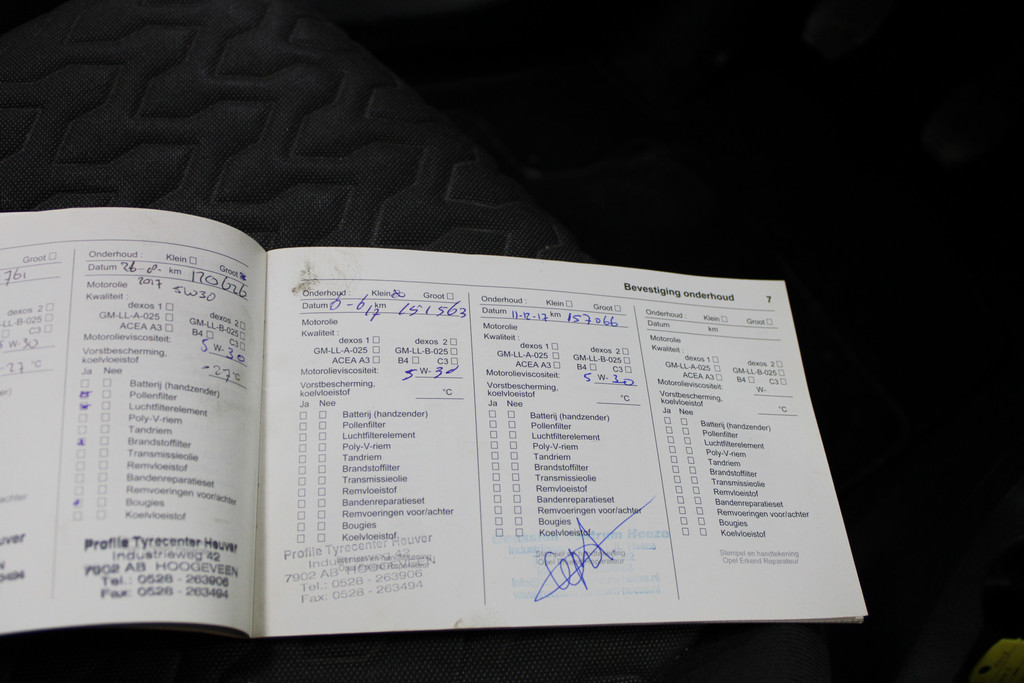 Bevestiging onderhoud 7
Groot
761
C3
W-30
-27°C
Onderhoud : Klein Groot
Datum 26-8- km 170626
2017
Motorolie 5W30
Kwaliteit :
dexos 1 dexos 2
GM-LL-A-025 GM-LL-B-025
ACEA A3 B4 C3
Motorolieviscositeit: 5 W-30
Vorstbescherming,
koelvloeistof -27°C
Ja Nee
Batterij (handzender)
Pollenfilter
Luchtfilterelement
Poly-V-riem
Tandriem
Brandstoffilter
Transmissieolie
Remvloeistof
Bandenreparatieset
Remvoeringen voor/achter
Bougies
Koelvloeistof
Profile Tyrecenter Heuver
Industrieweg 42
7902 AB HOOGEVEEN
Tel.: 0528 - 263906
Fax: 0528 - 263494
Onderhoud : Klein Groot
Datum km 151563
Motorolie
Kwaliteit :
dexos 1 dexos 2
GM-LL-A-025 GM-LL-B-025
ACEA A3 B4 C3
Motorolieviscositeit: 5 W-30
Vorstbescherming,
koelvloeistof °C
Ja Nee
Batterij (handzender)
Pollenfilter
Luchtfilterelement
Poly-V-riem
Tandriem
Brandstoffilter
Transmissieolie
Remvloeistof
Bandenreparatieset
Remvoeringen voor/achter
Bougies
Koelvloeistof
Profile Tyrecenter Heuver
Industrieweg 42
7902 AB HOOGEVEEN
Tel.: 0528 - 263906
Fax: 0528 - 263494
Onderhoud : Klein Groot
Datum 11-12-17 km 157066
Motorolie
Kwaliteit :
dexos 1 dexos 2
GM-LL-A-025 GM-LL-B-025
ACEA A3 B4 C3
Motorolieviscositeit: 5 W-30
Vorstbescherming,
koelvloeistof °C
Ja Nee
Batterij (handzender)
Pollenfilter
Luchtfilterelement
Poly-V-riem
Tandriem
Brandstoffilter
Transmissieolie
Remvloeistof
Bandenreparatieset
Remvoeringen voor/achter
Bougies
Koelvloeistof
Onderhoud : Klein Groot
Datum km
Motorolie
Kwaliteit :
dexos 1 dexos 2
GM-LL-A-025 GM-LL-B-025
ACEA A3 B4 C3
Motorolieviscositeit: W-
Vorstbescherming,
koelvloeistof °C
Ja Nee
Batterij (handzender)
Pollenfilter
Luchtfilterelement
Poly-V-riem
Tandriem
Brandstoffilter
Transmissieolie
Remvloeistof
Bandenreparatieset
Remvoeringen voor/achter
Bougies
Koelvloeistof
Stempel en handtekening
Opel Erkend Reparateur